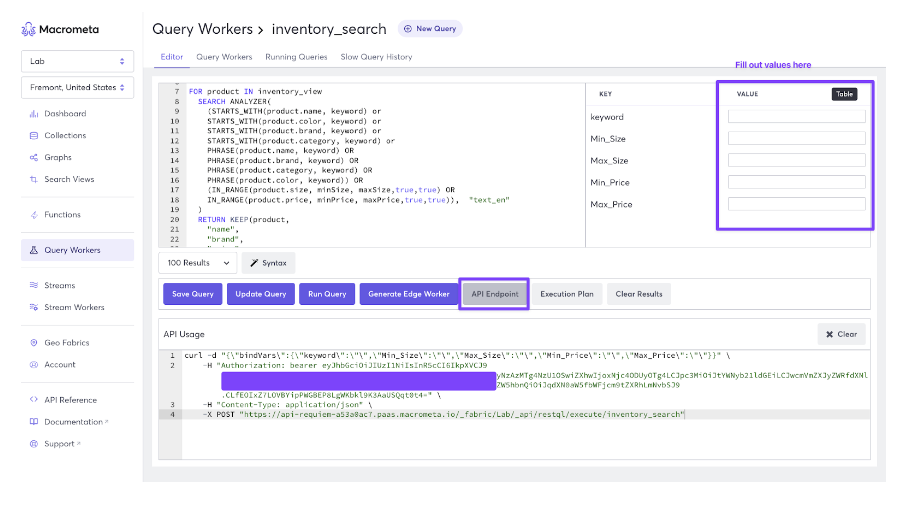 Macrometa
Query Workers > inventory_search
New Query
Lab
Fremont, United States
Dashboard
Collections
Graphs
Search Views
Functions
Query Workers
Streams
Stream Workers
Geo Fabrics
Account
API Reference
Documentation
Support
Editor
Query Workers
Running Queries
Slow Query History
Fill out values here
7 FOR product IN inventory_view
8 SEARCH ANALYZER(
9 (STARTS_WITH(product.name, keyword) or
10 STARTS_WITH(product.color, keyword) or
11 STARTS_WITH(product.brand, keyword) or
12 STARTS_WITH(product.category, keyword) or
13 PHRASE(product.name, keyword) OR
14 PHRASE(product.brand, keyword) OR
15 PHRASE(product.category, keyword) OR
16 PHRASE(product.color, keyword)) OR
17 (IN_RANGE(product.size, minSize, maxSize,true,true) OR
18 IN_RANGE(product.price, minPrice, maxPrice,true,true)), "text_en"
19 )
20 RETURN KEEP(product,
21 "name",
22 "brand",
KEY
VALUE
Table
keyword
Min_Size
Max_Size
Min_Price
Max_Price
100 Results
Syntax
Save Query
Update Query
Run Query
Generate Edge Worker
API Endpoint
Execution Plan
Clear Results
API Usage
Clear
1 curl -d "{\"bindVars\":{\"keyword\":\"\",\"Min_Size\":\"\",\"Max_Size\":\"\",\"Min_Price\":\"\",\"Max_Price\":\"\"}}" \
2 -H "Authorization: bearer eyJhbGciOiJIUzI1NiIsInR5cCI6IkpXVCJ9
3 -H "Content-Type: application/json" \
4 -X POST "https://api-requiem-a53a0ac7.paas.macrometa.io/_fabric/Lab/_api/restql/execute/inventory_search"